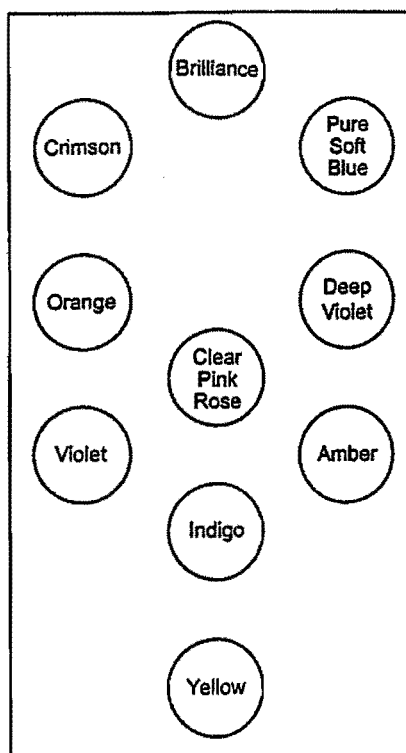 Brilliance
Crimson
Pure
Soft
Blue
Orange
Deep
Violet
Clear
Pink
Rose
Violet
Amber
Indigo
Yellow